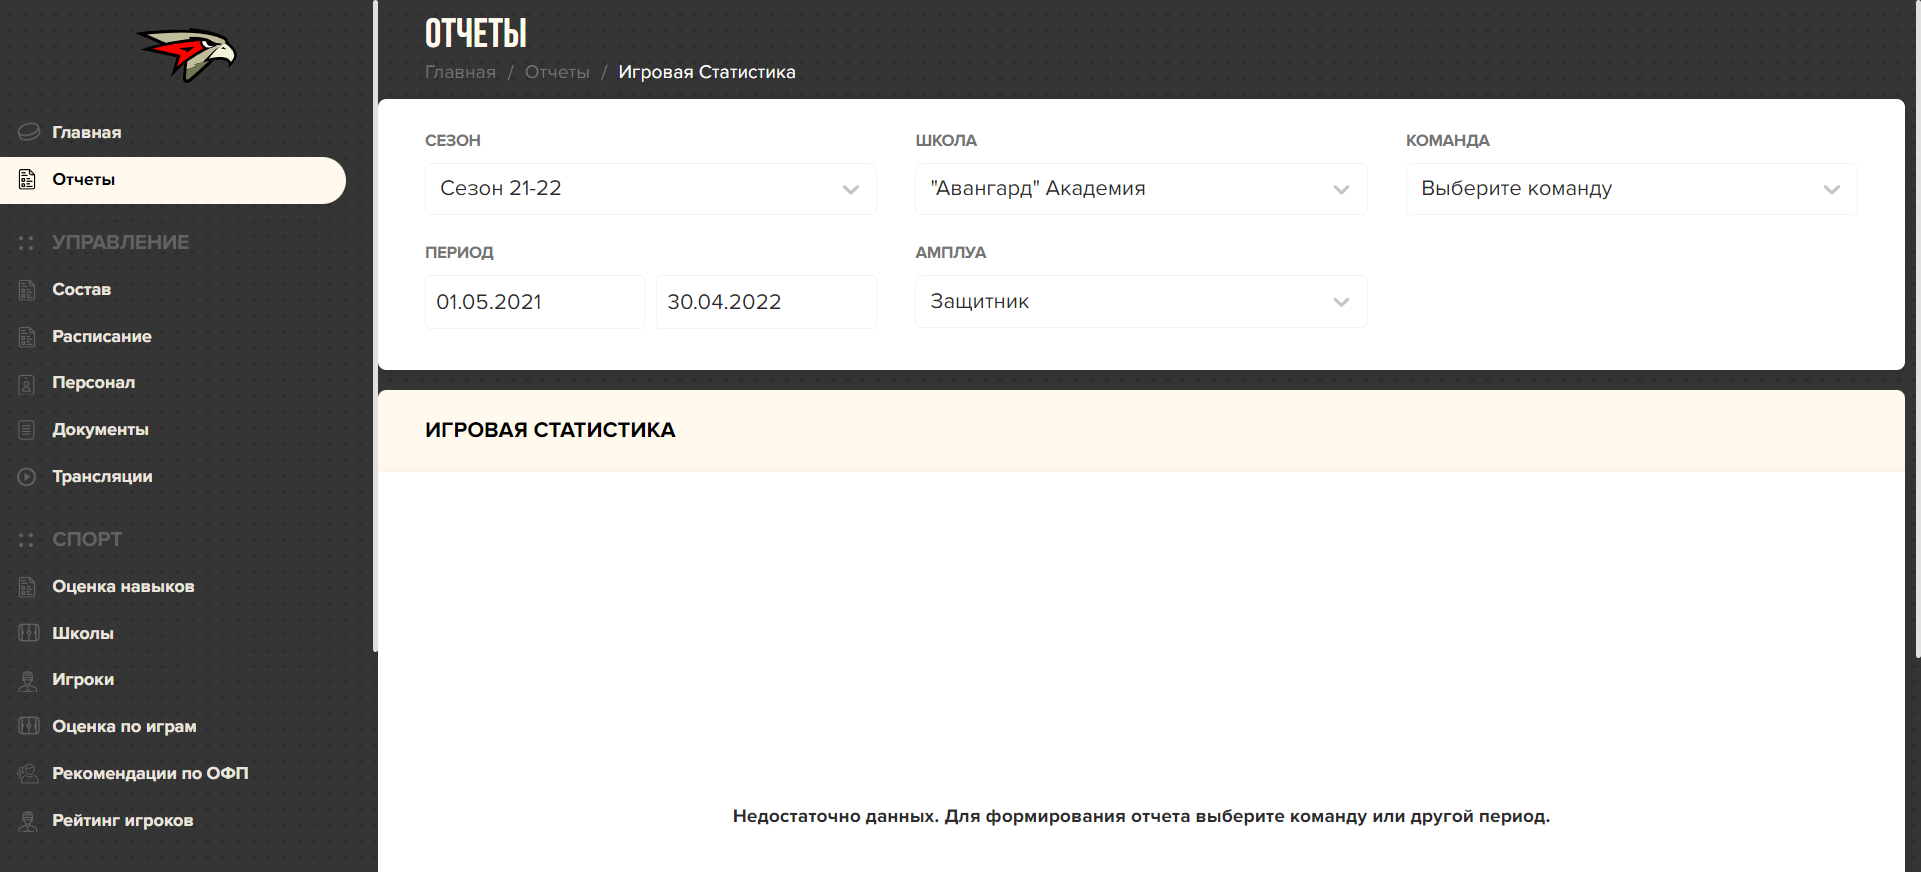 Главная
Отчеты
УПРАВЛЕНИЕ
Состав
Расписание
Персонал
Документы
Трансляции
СПОРТ
Оценка навыков
Школы
Игроки
Оценка по играм
Рекомендации по ОФП
Рейтинг игроков
ОТЧЕТЫ
Главная / Отчеты / Игровая Статистика
СЕЗОН
Сезон 21-22
ШКОЛА
"Авангард" Академия
КОМАНДА
Выберите команду
ПЕРИОД
01.05.2021 30.04.2022
АМПЛУА
Защитник
ИГРОВАЯ СТАТИСТИКА
Недостаточно данных. Для формирования отчета выберите команду или другой период.